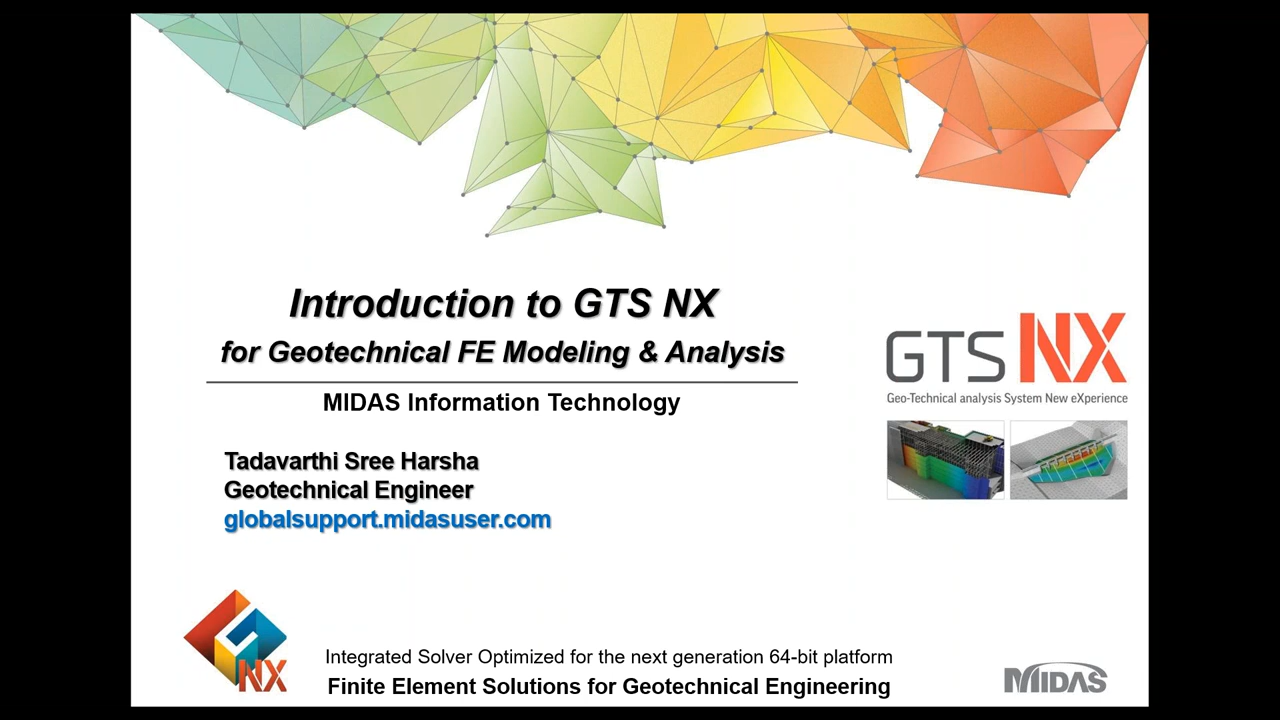 Introduction to GTS NX
for Geotechnical FE Modeling & Analysis
MIDAS Information Technology
Tadavarthi Sree Harsha
Geotechnical Engineer
globalsupport.midasuser.com
GTS NX
Geo-Technical analysis System New eXperience
NX
Integrated Solver Optimized for the next generation 64-bit platform
Finite Element Solutions for Geotechnical Engineering
MIDAS